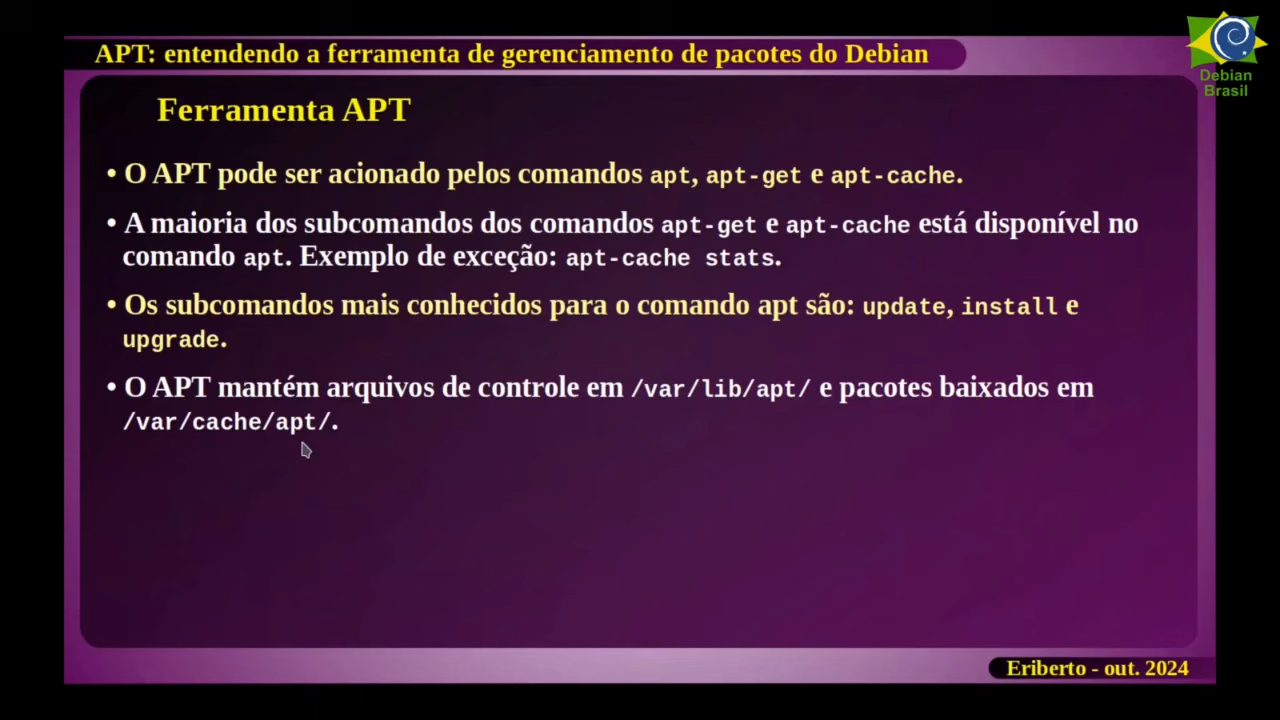 APT: entendendo a ferramenta de gerenciamento de pacotes do Debian
Debian
Brasil
Ferramenta APT
• O APT pode ser acionado pelos comandos apt, apt-get e apt-cache.
• A maioria dos subcomandos dos comandos apt-get e apt-cache está disponível no
comando apt. Exemplo de exceção: apt-cache stats.
• Os subcomandos mais conhecidos para o comando apt são: update, install e
upgrade.
• O APT mantém arquivos de controle em /var/lib/apt/ e pacotes baixados em
/var/cache/apt/.
Eriberto - out. 2024